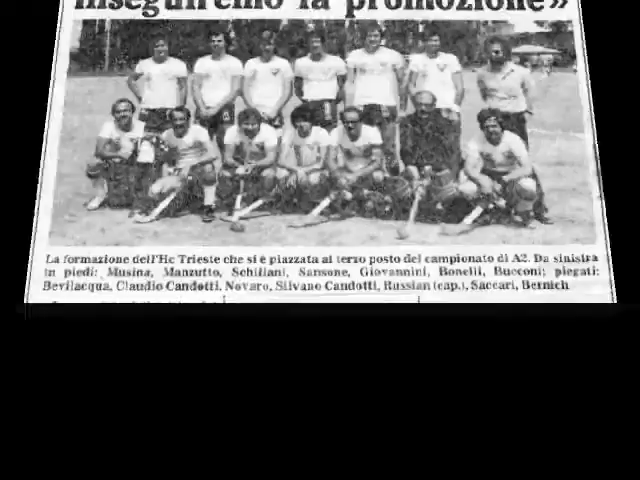 inseguiremo la promozione»
La formazione dell'Hc Trieste che si è piazzata al terzo posto del campionato di A2. Da sinistra
in piedi: Musina, Manzutto, Schillani, Sansone, Giovannini, Bonelli, Bucconi; piegati:
Bevilacqua, Claudio Candotti, Novaro, Silvano Candotti, Russian (cap.), Saccari, Bernich